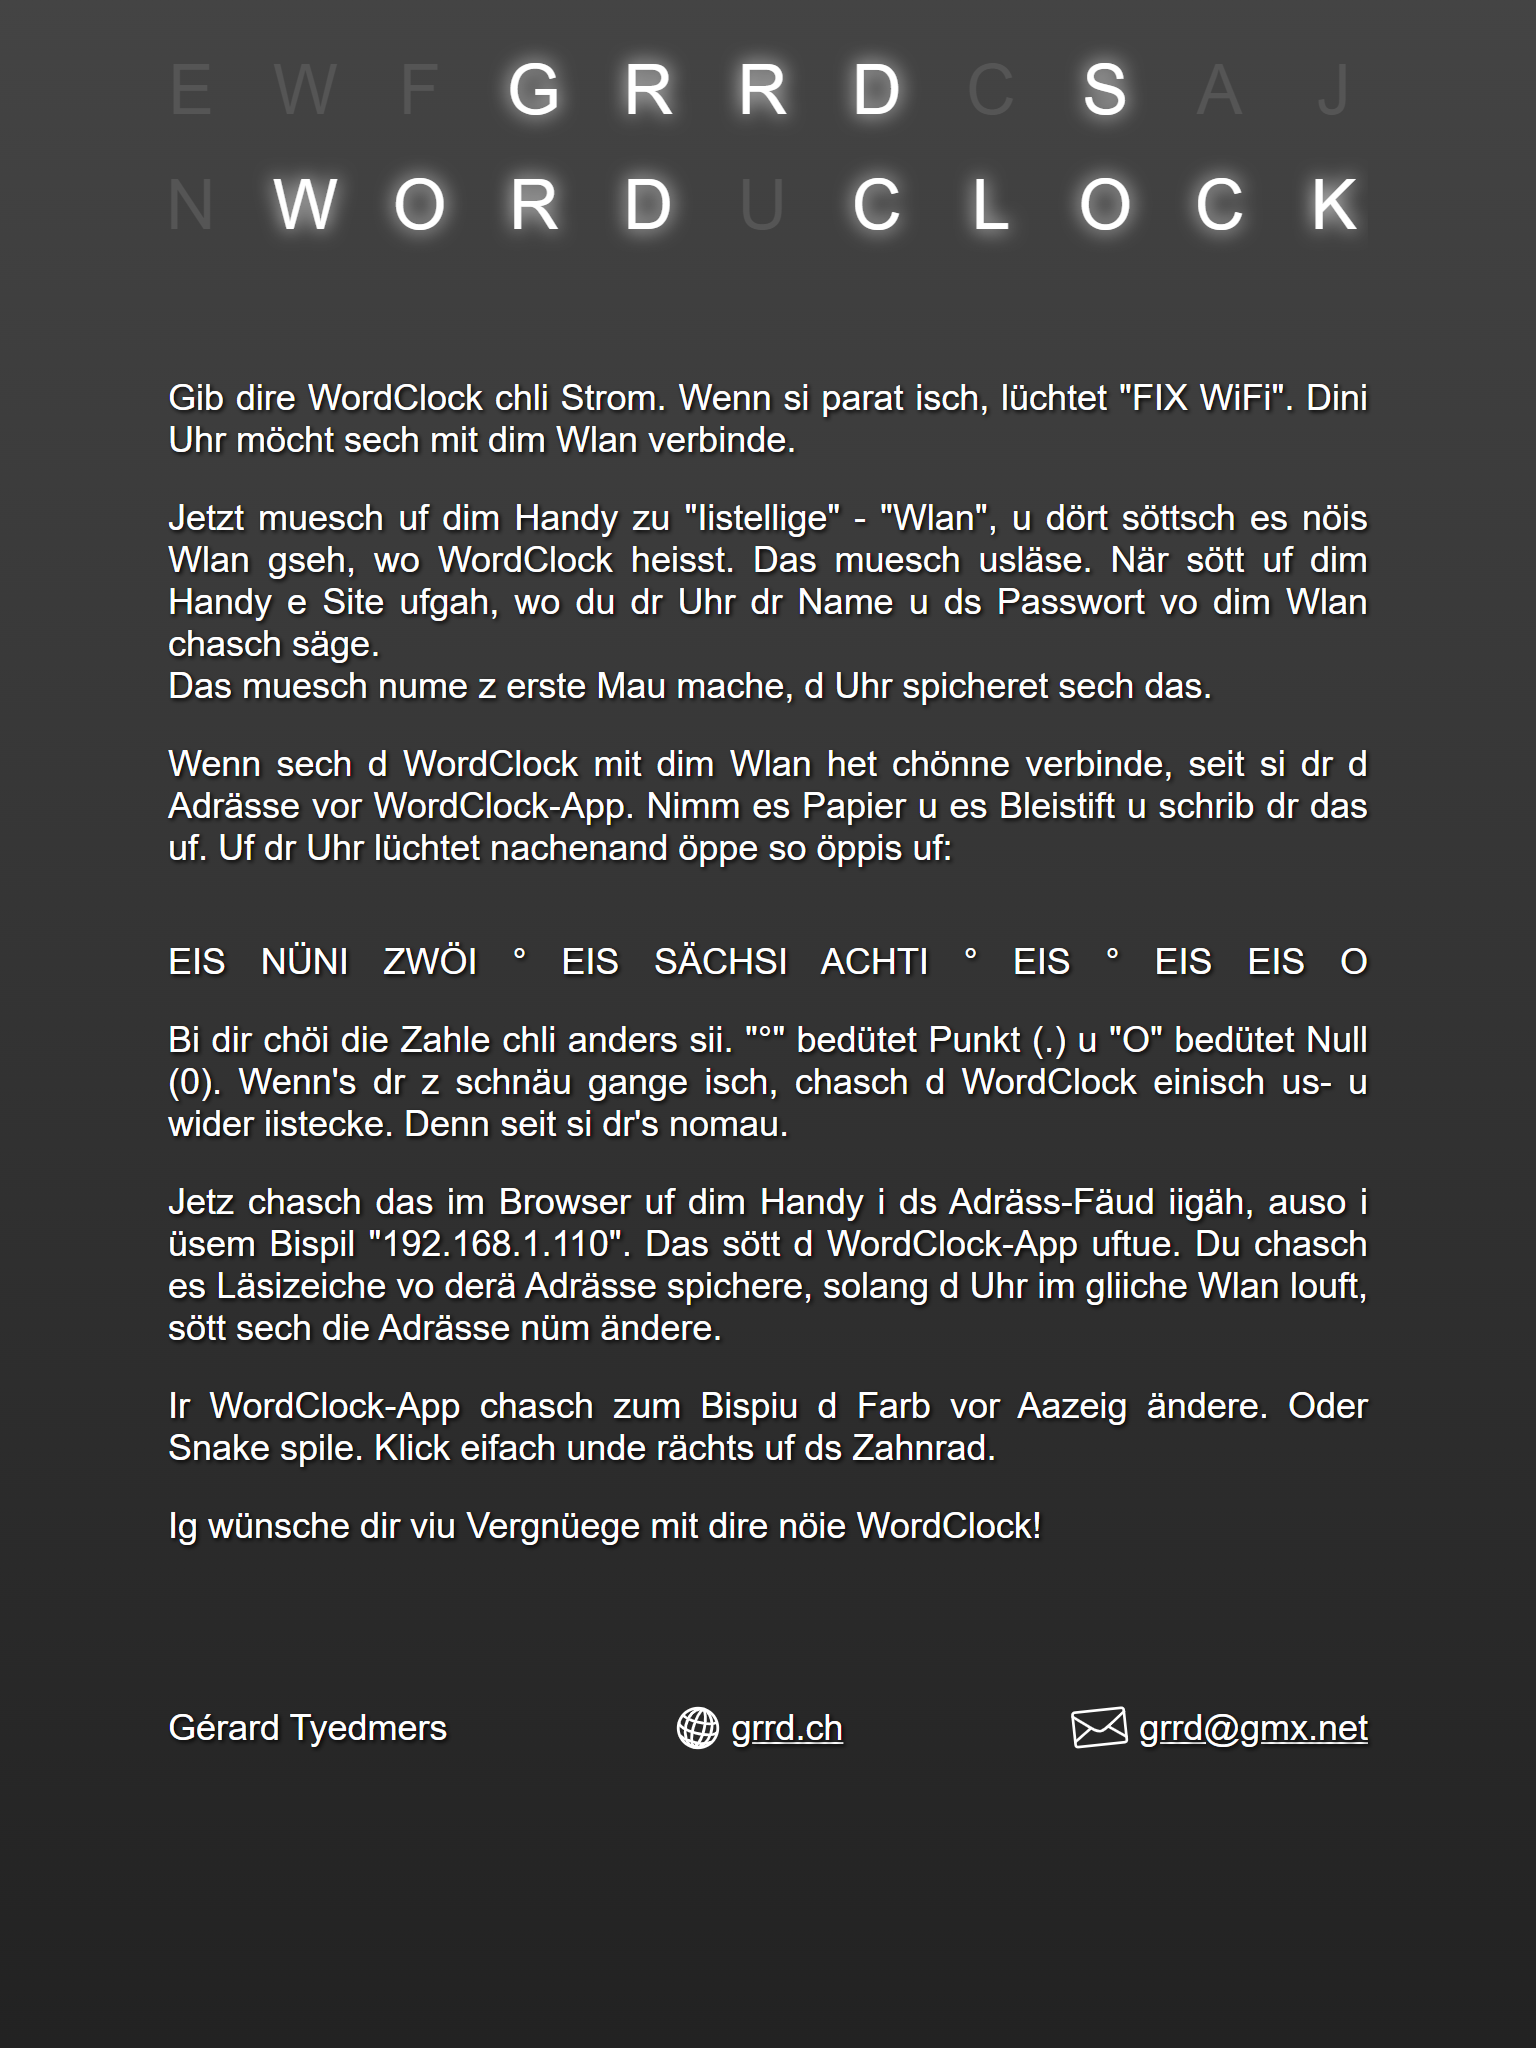 E W F G R R D C S A J
N W O R D U C L O C K
Gib dire WordClock chli Strom. Wenn si parat isch, lüchtet "FIX WiFi". Dini
Uhr möcht sech mit dim Wlan verbinde.
Jetzt muesch uf dim Handy zu "Iistellige" - "Wlan", u dört söttsch es nöis
Wlan gseh, wo WordClock heisst. Das muesch usläse. När sött uf dim
Handy e Site ufgah, wo du dr Uhr dr Name u ds Passwort vo dim Wlan
chasch säge.
Das muesch nume z erste Mau mache, d Uhr spicheret sech das.
Wenn sech d WordClock mit dim Wlan het chönne verbinde, seit si dr d
Adrässe vor WordClock-App. Nimm es Papier u es Bleistift u schrib dr das
uf. Uf dr Uhr lüchtet nachenand öppe so öppis uf:
EIS NÜNI ZWÖI ° EIS SÄCHSI ACHTI ° EIS ° EIS EIS O
Bi dir chöi die Zahle chli anders sii. "°" bedütet Punkt (.) u "O" bedütet Null
(0). Wenn's dr z schnäu gange isch, chasch d WordClock einisch us- u
wider iistecke. Denn seit si dr's nomau.
Jetz chasch das im Browser uf dim Handy i ds Adräss-Fäud iigäh, auso i
üsem Bispil "192.168.1.110". Das sött d WordClock-App uftue. Du chasch
es Läsizeiche vo derä Adrässe spichere, solang d Uhr im gliiche Wlan louft,
sött sech die Adrässe nüm ändere.
Ir WordClock-App chasch zum Bispiu d Farb vor Aazeig ändere. Oder
Snake spile. Klick eifach unde rächts uf ds Zahnrad.
Ig wünsche dir viu Vergnüege mit dire nöie WordClock!
Gérard Tyedmers grrd.ch grrd@gmx.net